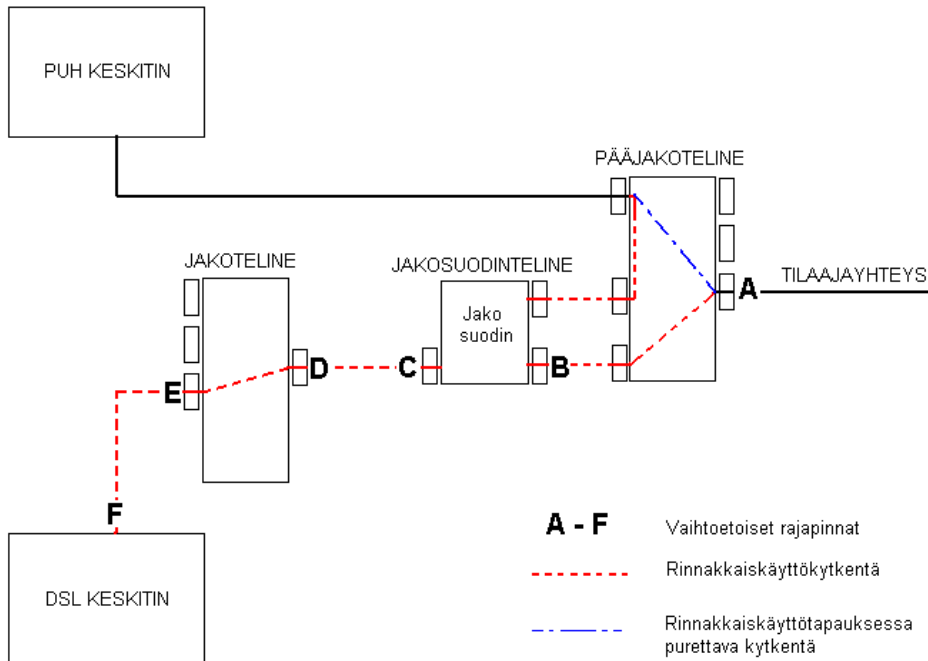 PUH KESKITIN
PÄÄJAKOTELINE
JAKOTELINE
JAKOSUODINTELINE
TILAAJAYHTEYS
A
Jako
suodin
E
D
C
B
F
A - F
Vaihtoetoiset rajapinnat
Rinnakkaiskäyttökytkentä
DSL KESKITIN
Rinnakkaiskäyttötapauksessa
purettava kytkentä